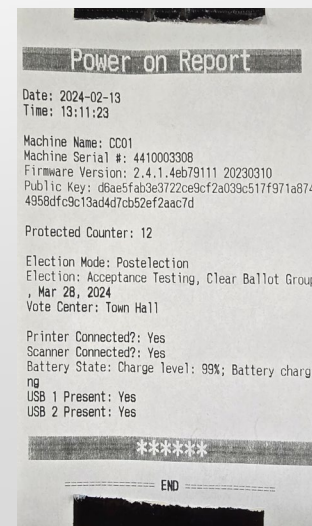 Power on Report
Date: 2024-02-13
Time: 13:11:23
Machine Name: CC01
Machine Serial #: 4410003308
Firmware Version: 2.4.1.4eb79111 20230310
Public Key: d6ae5fab3e3722ce9cf2a039c517f971a874
4958dfc9c13ad4d7cb52ef2aac7d
Protected Counter: 12
Election Mode: Postelection
Election: Acceptance Testing, Clear Ballot Group
, Mar 28, 2024
Vote Center: Town Hall
Printer Connected?: Yes
Scanner Connected?: Yes
Battery State: Charge level: 99%; Battery charg
ng
USB 1 Present: Yes
USB 2 Present: Yes
******
================ END ================